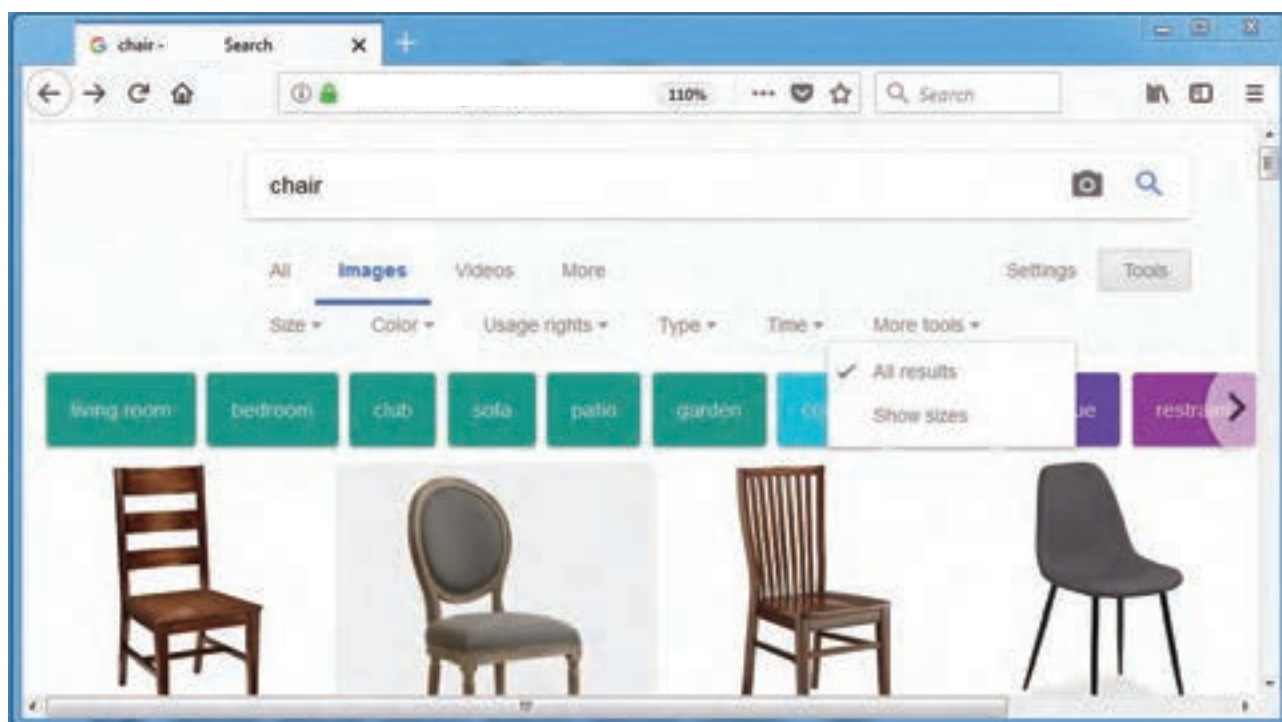 chair - Search
110% Search
chair
All Images Videos More Settings Tools
Size Color Usage rights Type Time More tools
All results
Show sizes
living room bedroom club sofa patio garden